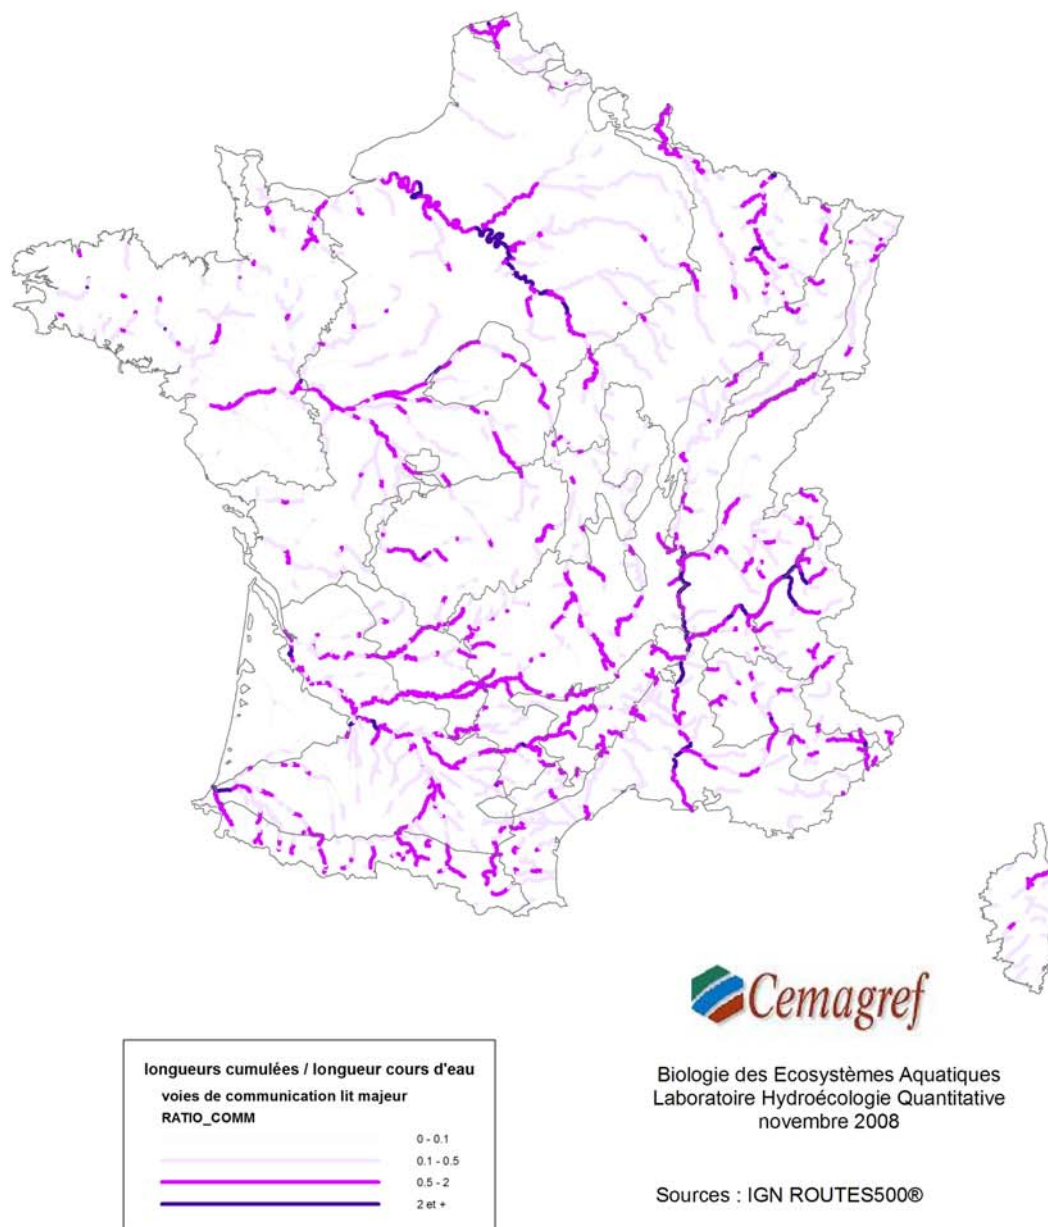 Cemagref
Biologie des Ecosystèmes Aquatiques
Laboratoire Hydroécologie Quantitative
novembre 2008
Sources : IGN ROUTES500®
longueurs cumulées / longueur cours d'eau
voies de communication lit majeur
RATIO_COMM
0 - 0.1
0.1 - 0.5
0.5 - 2
2 et +